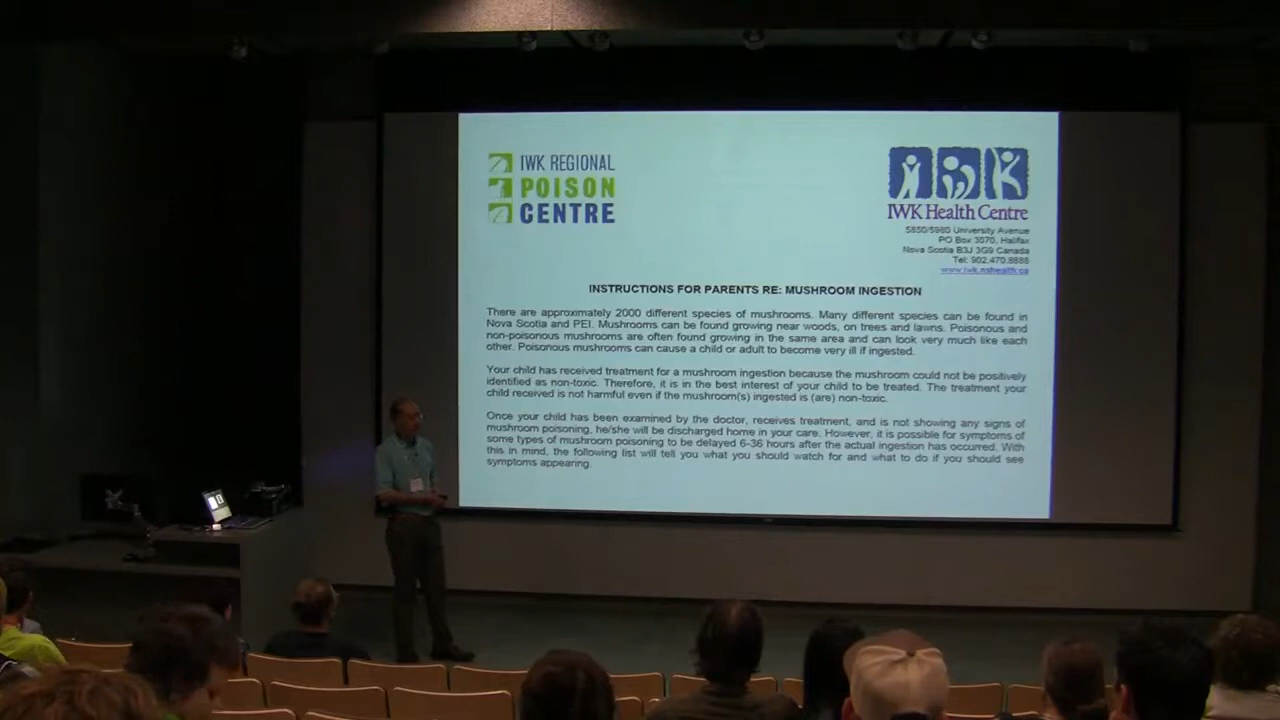 IWK REGIONAL
POISON
CENTRE
IWK Health Centre
5850/5980 University Avenue
PO Box 3070, Halifax
Nova Scotia B3J 3G9 Canada
Tel: 902.470.8888
www.iwk.nshealth.ca
INSTRUCTIONS FOR PARENTS RE: MUSHROOM INGESTION
There are approximately 2000 different species of mushrooms. Many different species can be found in
Nova Scotia and PEI. Mushrooms can be found growing near woods, on trees and lawns. Poisonous and
non-poisonous mushrooms are often found growing in the same area and can look very much like each
other. Poisonous mushrooms can cause a child or adult to become very ill if ingested.
Your child has received treatment for a mushroom ingestion because the mushroom could not be positively
identified as non-toxic. Therefore, it is in the best interest of your child to be treated. The treatment your
child received is not harmful even if the mushroom(s) ingested is (are) non-toxic.
Once your child has been examined by the doctor, receives treatment, and is not showing any signs of
mushroom poisoning, he/she will be discharged home in your care. However, it is possible for symptoms of
some types of mushroom poisoning to be delayed 6-36 hours after the actual ingestion has occurred. With
this in mind, the following list will tell you what you should watch for and what to do if you should see
symptoms appearing.